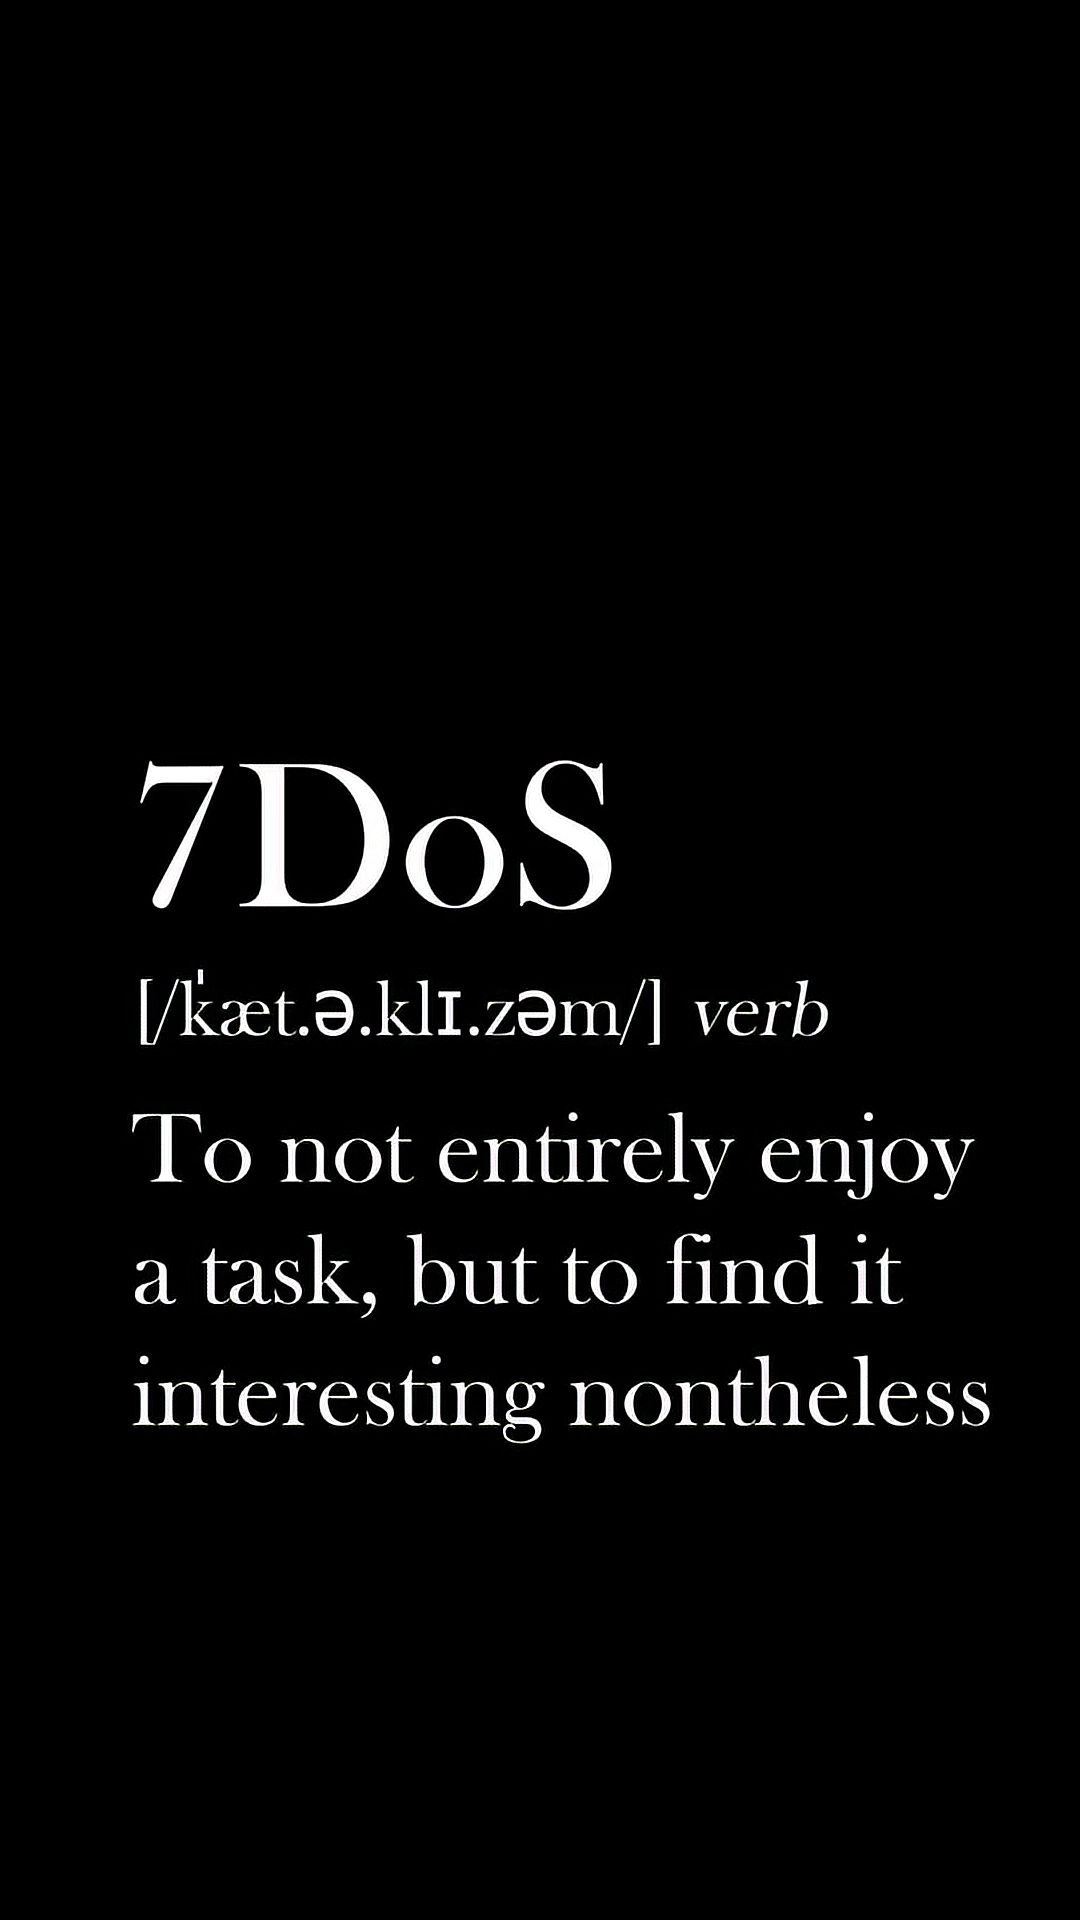 7DoS
[/ˈkæt.ə.klɪ.zəm/] verb
To not entirely enjoy
a task, but to find it
interesting nontheless